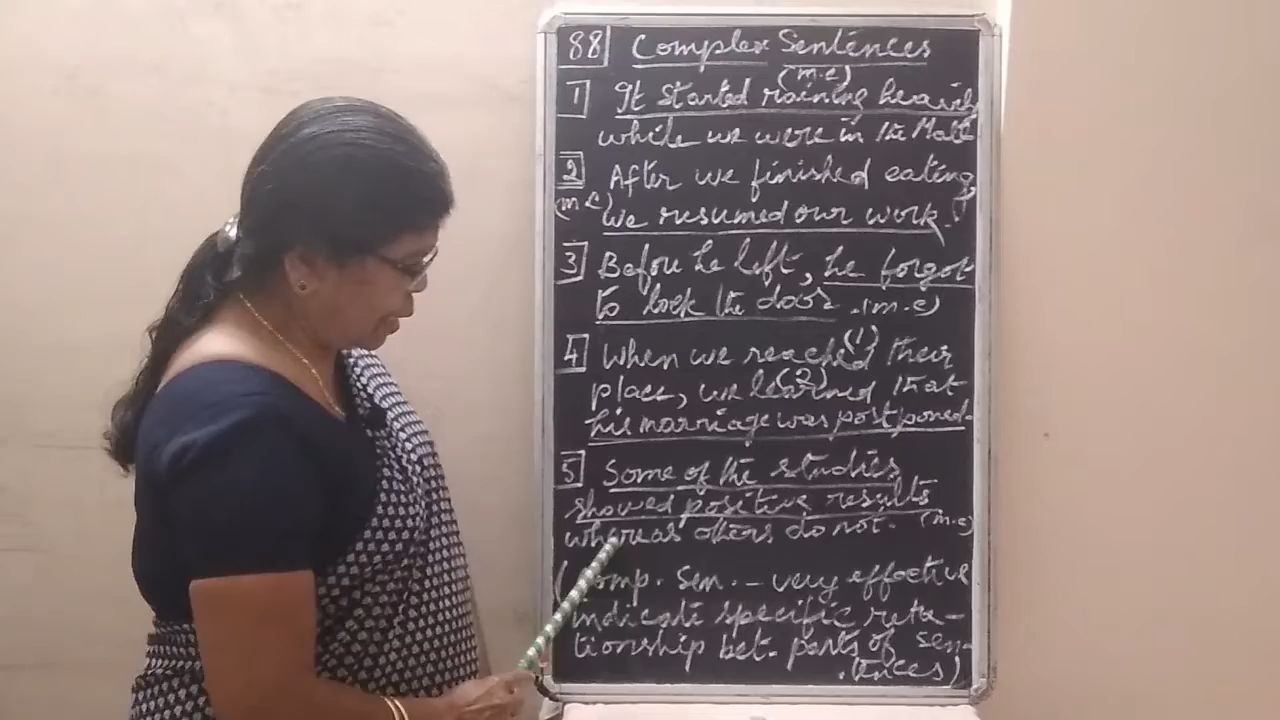 88 Complex Sentences
(m.c)
1 It started raining heavily
while we were in the Mall
2 After we finished eating
(m c) we resumed our work.
3 Before he left, he forgot
to lock the door. (m.c)
(1)
4 When we reached their
(2)
place, we learned that
his marriage was postponed.
5 Some of the studies
showed positive results
whereas others do not. (m.c)
(Comp. Sen. - very effective
indicate specific rela-
tionship bet. parts of sen-
tences)